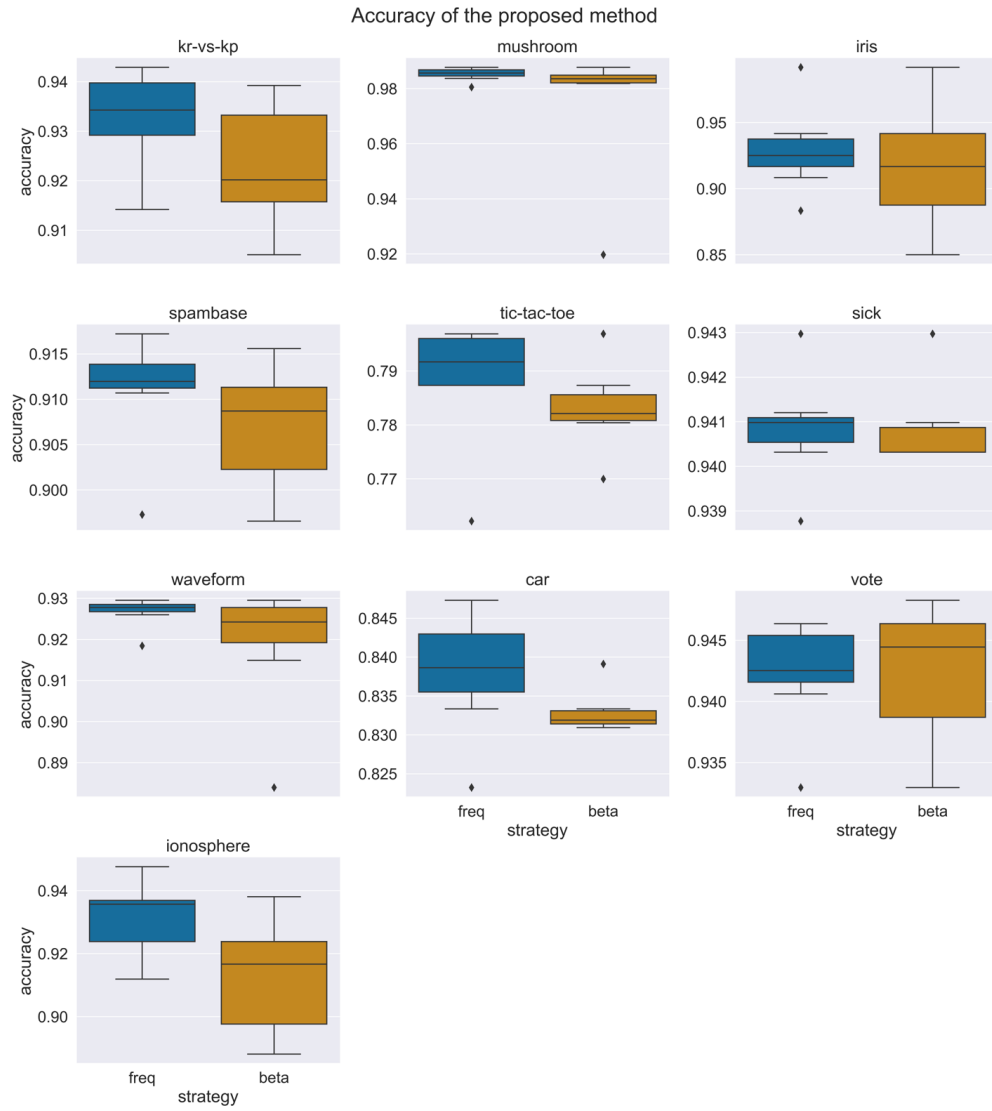 Accuracy of the proposed method
kr-vs-kp
mushroom
iris
0.94
0.93
0.92
0.91
accuracy
0.98
0.96
0.94
0.92
0.95
0.90
0.85
spambase
tic-tac-toe
sick
0.915
0.910
0.905
0.900
accuracy
0.79
0.78
0.77
0.943
0.942
0.941
0.940
0.939
waveform
car
vote
0.93
0.92
0.91
0.90
0.89
accuracy
0.845
0.840
0.835
0.830
0.825
freq
beta
strategy
0.945
0.940
0.935
freq
beta
strategy
ionosphere
0.94
0.92
0.90
accuracy
freq
beta
strategy